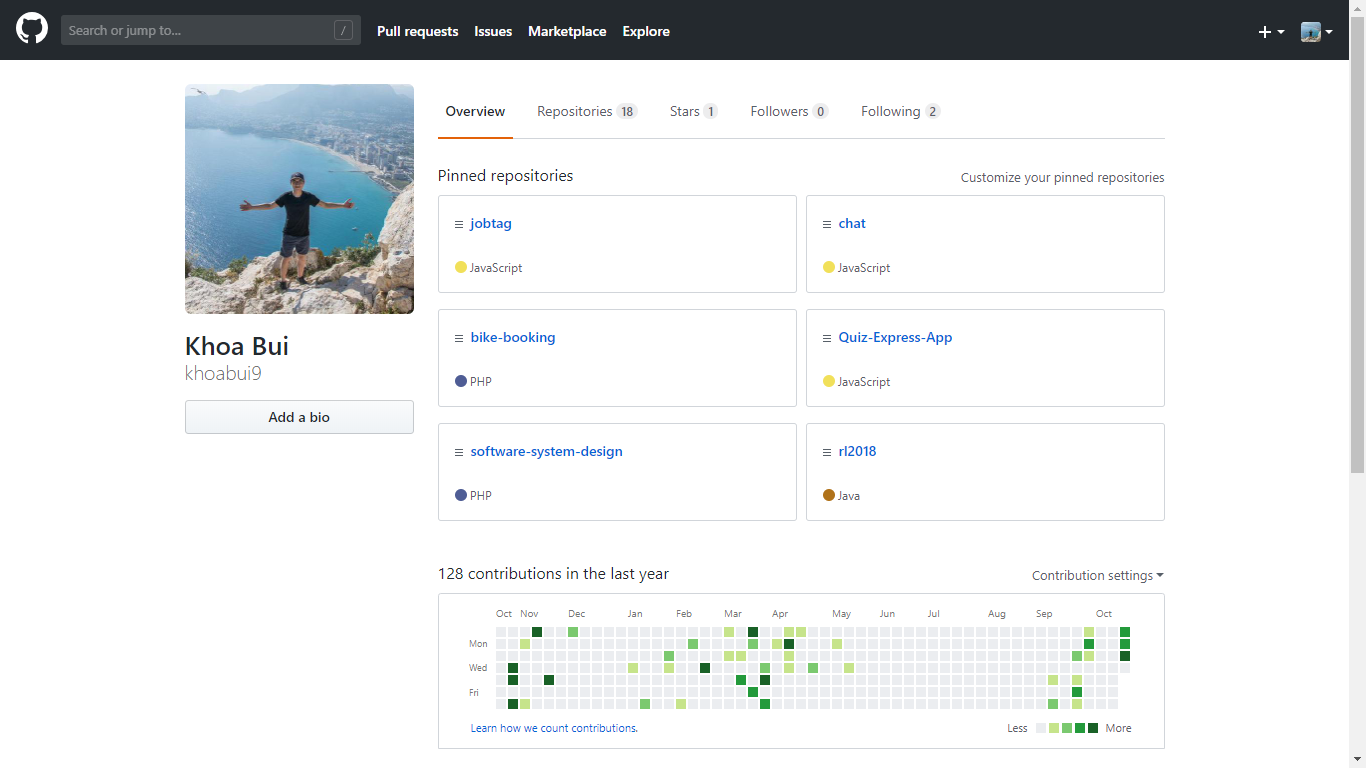 Search or jump to... /
Pull requests Issues Marketplace Explore
Overview Repositories 18 Stars 1 Followers 0 Following 2
Khoa Bui
khoabui9
Add a bio
Pinned repositories
Customize your pinned repositories
jobtag
JavaScript
chat
JavaScript
bike-booking
PHP
Quiz-Express-App
JavaScript
software-system-design
PHP
rl2018
Java
128 contributions in the last year
Contribution settings
Oct Nov Dec Jan Feb Mar Apr May Jun Jul Aug Sep Oct
Mon
Wed
Fri
Learn how we count contributions.
Less More